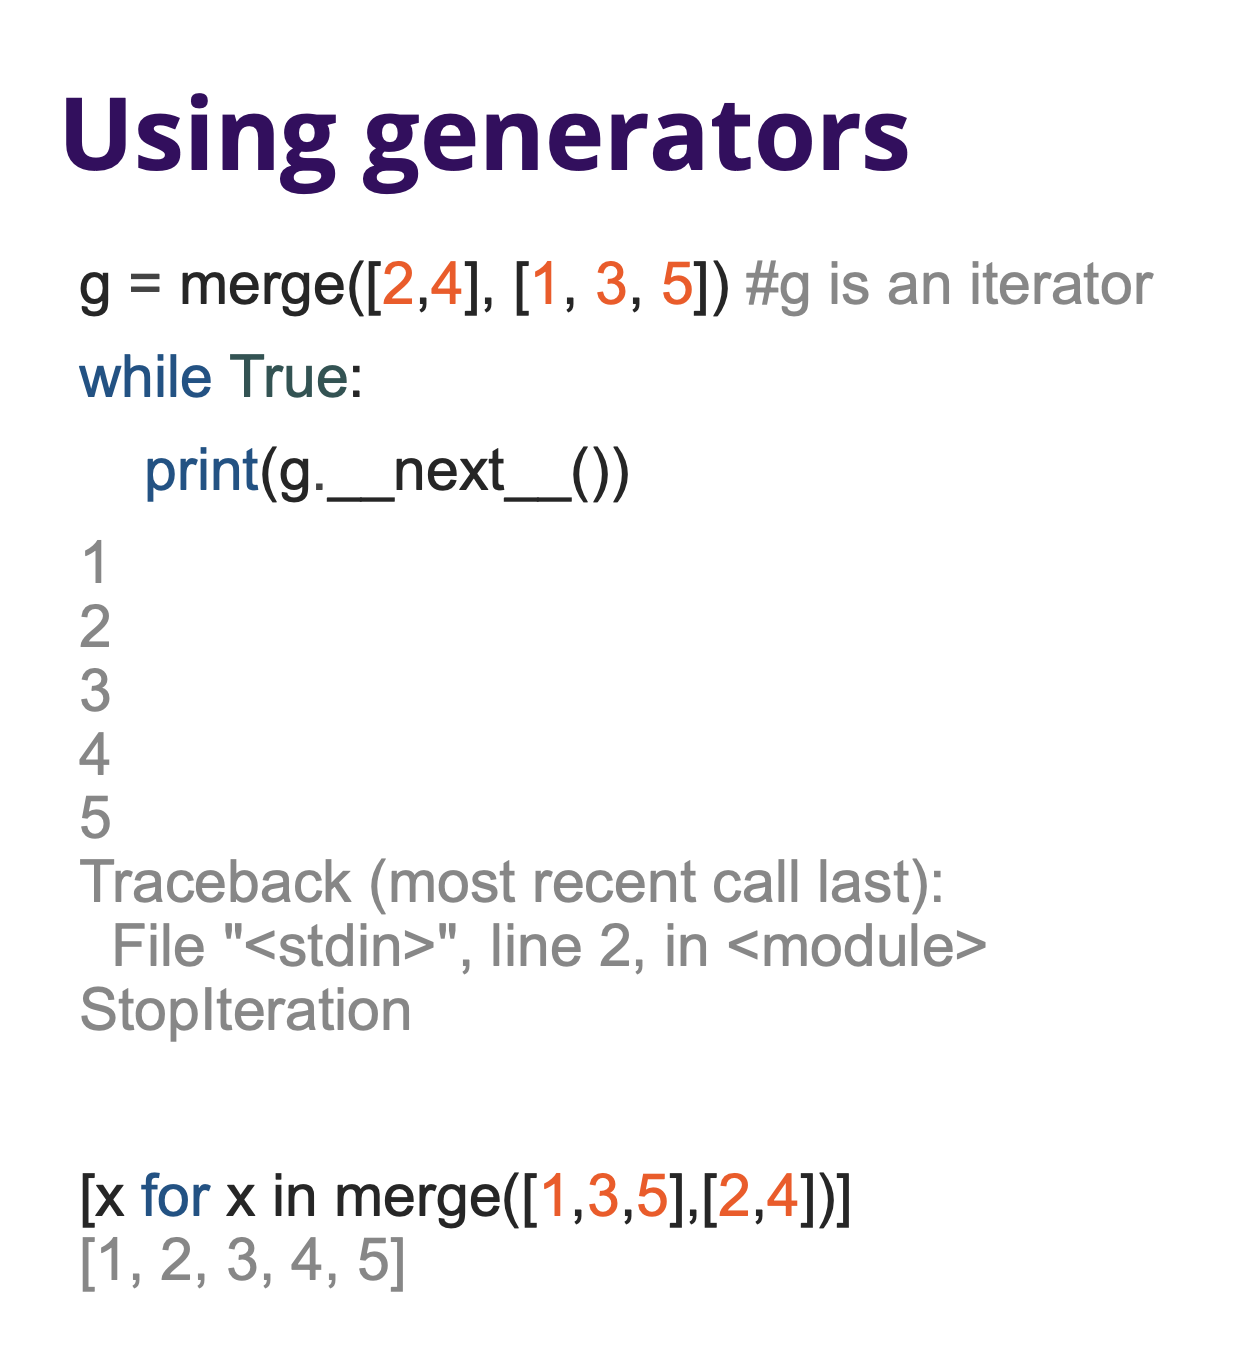 Using generators
g = merge([2,4], [1, 3, 5]) #g is an iterator
while True:
    print(g.__next__())
1
2
3
4
5
Traceback (most recent call last):
  File "<stdin>", line 2, in <module>
StopIteration
[x for x in merge([1,3,5],[2,4])]
[1, 2, 3, 4, 5]